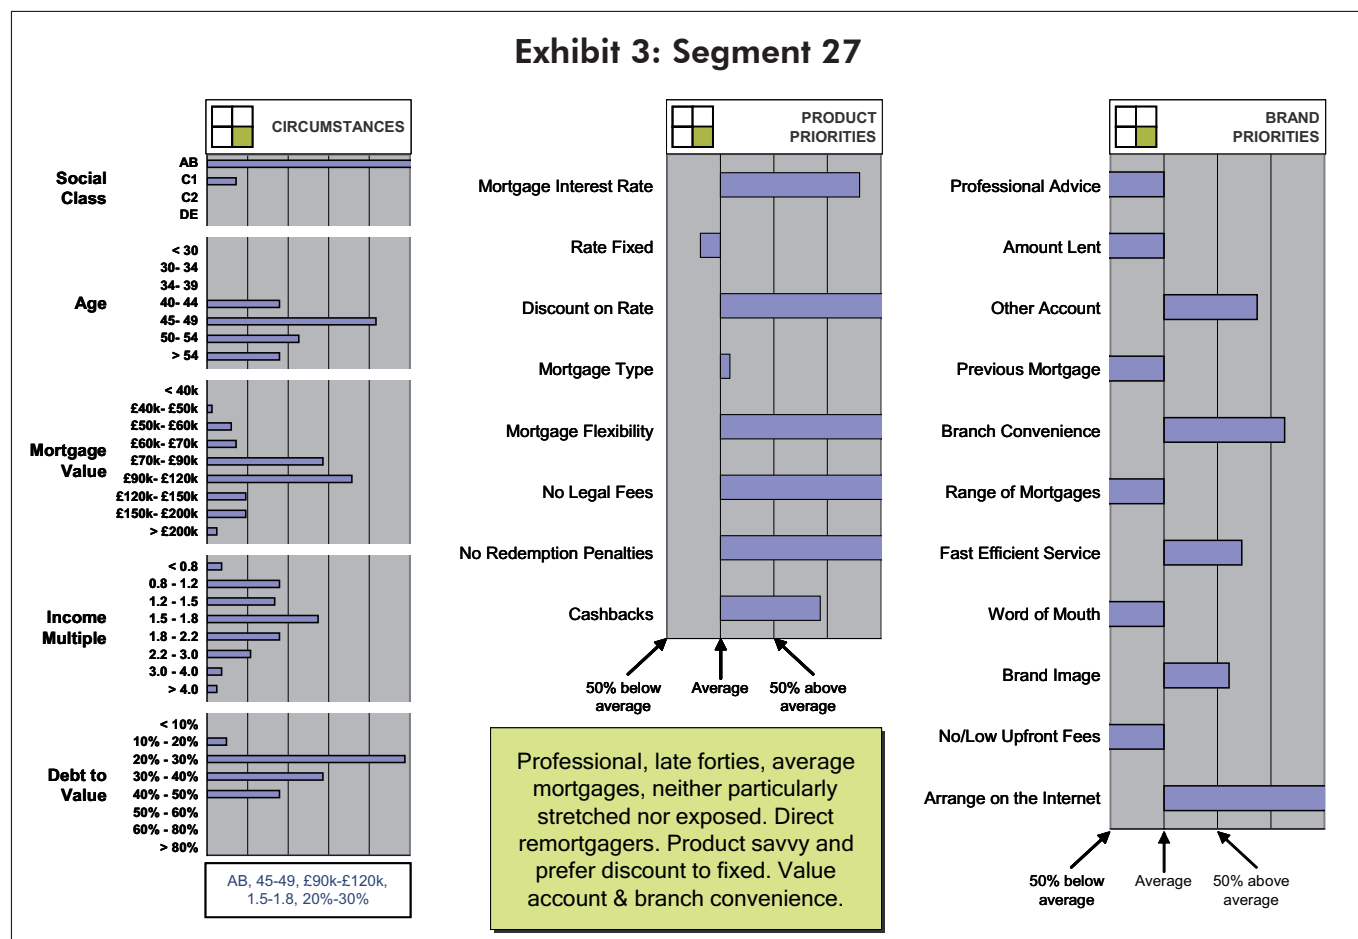 Exhibit 3: Segment 27
CIRCUMSTANCES
Social
Class
AB
C1
C2
DE
Age
< 30
30- 34
34- 39
40- 44
45- 49
50- 54
> 54
Mortgage
Value
< 40k
£40k- £50k
£50k- £60k
£60k- £70k
£70k- £90k
£90k- £120k
£120k- £150k
£150k- £200k
> £200k
Income
Multiple
< 0.8
0.8 - 1.2
1.2 - 1.5
1.5 - 1.8
1.8 - 2.2
2.2 - 3.0
3.0 - 4.0
> 4.0
Debt to
Value
< 10%
10% - 20%
20% - 30%
30% - 40%
40% - 50%
50% - 60%
60% - 80%
> 80%
AB, 45-49, £90k-£120k,
1.5-1.8, 20%-30%
PRODUCT
PRIORITIES
Mortgage Interest Rate
Rate Fixed
Discount on Rate
Mortgage Type
Mortgage Flexibility
No Legal Fees
No Redemption Penalties
Cashbacks
50% below
average
Average
50% above
average
Professional, late forties, average
mortgages, neither particularly
stretched nor exposed. Direct
remortgagers. Product savvy and
prefer discount to fixed. Value
account & branch convenience.
BRAND
PRIORITIES
Professional Advice
Amount Lent
Other Account
Previous Mortgage
Branch Convenience
Range of Mortgages
Fast Efficient Service
Word of Mouth
Brand Image
No/Low Upfront Fees
Arrange on the Internet
50% below
average
Average
50% above
average